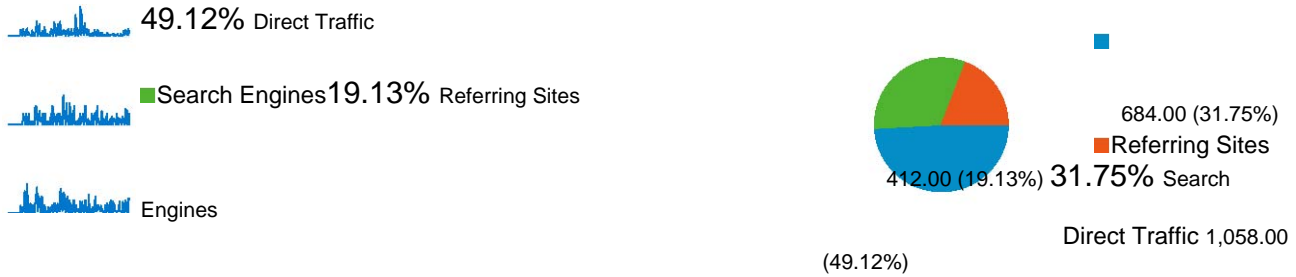 49.12% Direct Traffic
Search Engines19.13% Referring Sites
684.00 (31.75%)
Referring Sites
412.00 (19.13%) 31.75% Search
Engines
Direct Traffic 1,058.00
(49.12%)